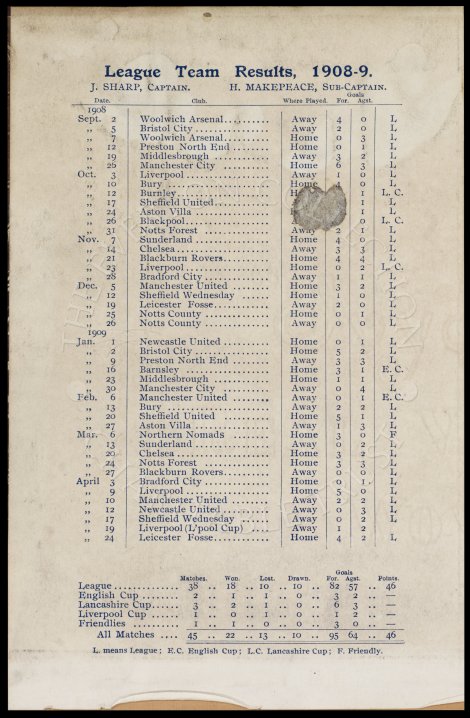 League Team Results, 1908-9.
J. SHARP, CAPTAIN. H. MAKEPEACE, SUB-CAPTAIN.
Goals
Date. Club. Where Played. For. Agst.
1908
Sept. 2 Woolwich Arsenal.......... Away 4 0 L
„ 5 Bristol City ............... Away 2 0 L
„ 7 Woolwich Arsenal.......... Home 0 3 L
„ 12 Preston North End ........ Home 0 1 L
„ 19 Middlesbrough ............ Away 3 2 L
„ 26 Manchester City .......... Home 6 3 L
Oct. 3 Liverpool .................. Away 1 0 L
„ 10 Bury ...................... Home 0 L
„ 12 Burnley .................... 1 L. C.
„ 17 Sheffield United............ 1 L
„ 24 Aston Villa ................ 1 L
„ 26 Blackpool .................. 0 L. C.
„ 31 Notts Forest .............. Away 2 1 L
Nov. 7 Sunderland ................ Home 4 0 L
„ 14 Chelsea .................... Away 3 3 L
„ 21 Blackburn Rovers.......... Home 4 4 L
„ 23 Liverpool .................. Home 0 2 L. C.
„ 28 Bradford City .............. Away 1 1 L
Dec. 5 Manchester United ........ Home 3 2 L
„ 12 Sheffield Wednesday ...... Home 1 0 L
„ 19 Leicester Fosse............ Away 2 0 L
„ 25 Notts County .............. Home 0 1 L
„ 26 Notts County .............. Away 0 0 L
1909
Jan. 1 Newcastle United .......... Home 0 1 L
„ 2 Bristol City ................ Home 5 2 L
„ 9 Preston North End ........ Away 3 3 L
„ 16 Barnsley .................. Home 3 1 E. C.
„ 23 Middlesbrough ............ Home 1 1 L
„ 30 Manchester City .......... Away 0 4 L
Feb. 6 Manchester United ........ Away 0 1 E. C.
„ 13 Bury ...................... Away 2 2 L
„ 20 Sheffield United .......... Home 5 1 L
„ 27 Aston Villa ................ Away 1 3 L
Mar. 6 Northern Nomads .......... Home 3 0 F
„ 13 Sunderland ................ Away 0 2 L
„ 20 Chelsea .................... Home 3 2 L
„ 24 Notts Forest .............. Home 3 3 L
„ 27 Blackburn Rovers.......... Away 0 0 L
April 3 Bradford City .............. Home 0 1 L
„ 9 Liverpool .................. Home 5 0 L
„ 10 Manchester United ........ Away 2 2 L
„ 12 Newcastle United .......... Away 0 3 L
„ 17 Sheffield Wednesday ...... Away 0 2 L
„ 19 Liverpool (L'pool Cup) .... Away 1 2
„ 24 Leicester Fosse............ Home 4 2 L
Goals
Matches. Won. Lost. Drawn. For. Agst. Points.
League .............. 38 .. 18 .. 10 .. 10 .. 82 57 .. 46
English Cup ........ 2 .. 1 .. 1 .. 0 .. 3 2 .. —
Lancashire Cup...... 3 .. 2 .. 1 .. 0 .. 6 3 .. —
Liverpool Cup ...... 1 .. 0 .. 1 .. 0 .. 1 2 .. —
Friendlies .......... 1 .. 1 .. 0 .. 0 .. 3 0 .. —
All Matches .... 45 .. 22 .. 13 .. 10 .. 95 64 .. 46
L. means League; E.C. English Cup; L.C. Lancashire Cup; F. Friendly.